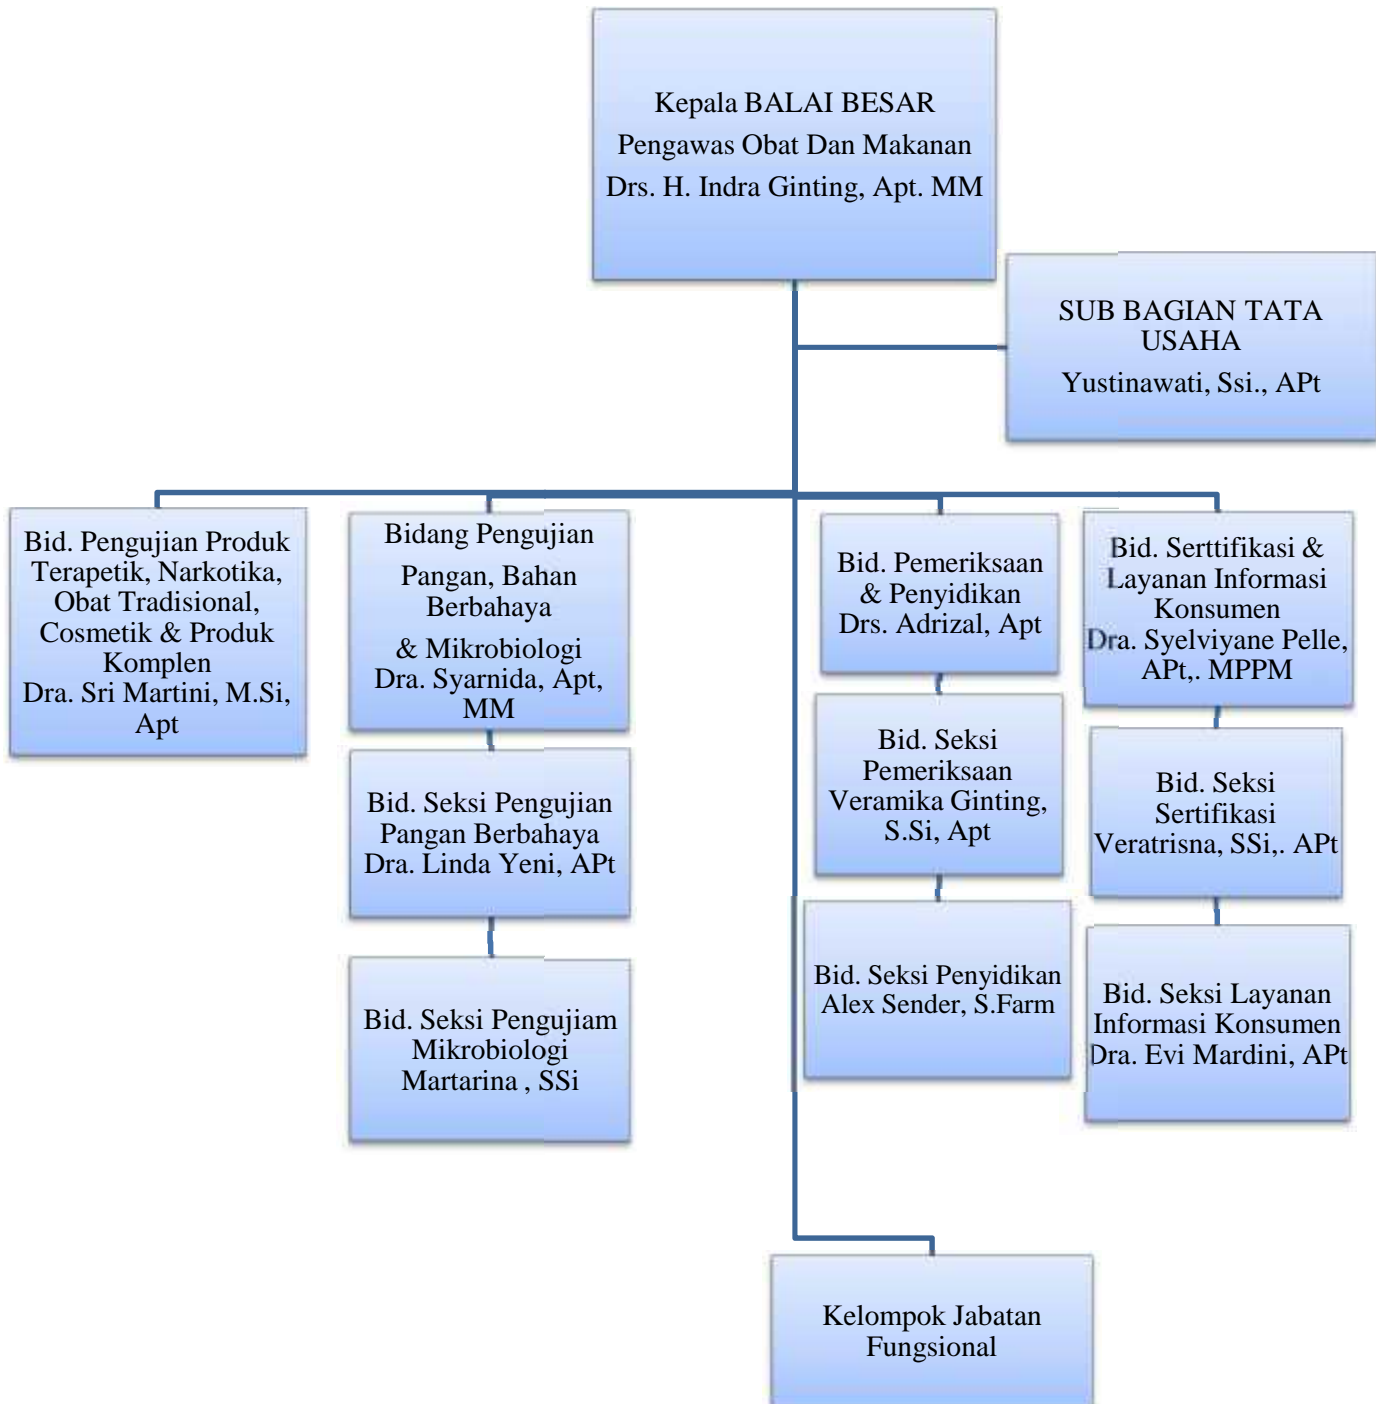 Kepala BALAI BESAR
Pengawas Obat Dan Makanan
Drs. H. Indra Ginting, Apt. MM
SUB BAGIAN TATA
USAHA
Yustinawati, Ssi., APt
Bid. Pengujian Produk
Terapetik, Narkotika,
Obat Tradisional,
Cosmetik & Produk
Komplen
Dra. Sri Martini, M.Si,
Apt
Bidang Pengujian
Pangan, Bahan
Berbahaya
& Mikrobiologi
Dra. Syarnida, Apt,
MM
Bid. Pemeriksaan
& Penyidikan
Drs. Adrizal, Apt
Bid. Serttifikasi &
Layanan Informasi
Konsumen
Dra. Syelviyane Pelle,
APt,. MPPM
Bid. Seksi Pengujian
Pangan Berbahaya
Dra. Linda Yeni, APt
Bid. Seksi
Pemeriksaan
Veramika Ginting,
S.Si, Apt
Bid. Seksi
Sertifikasi
Veratrisna, SSi,. APt
Bid. Seksi Pengujiam
Mikrobiologi
Martarina , SSi
Bid. Seksi Penyidikan
Alex Sender, S.Farm
Bid. Seksi Layanan
Informasi Konsumen
Dra. Evi Mardini, APt
Kelompok Jabatan
Fungsional